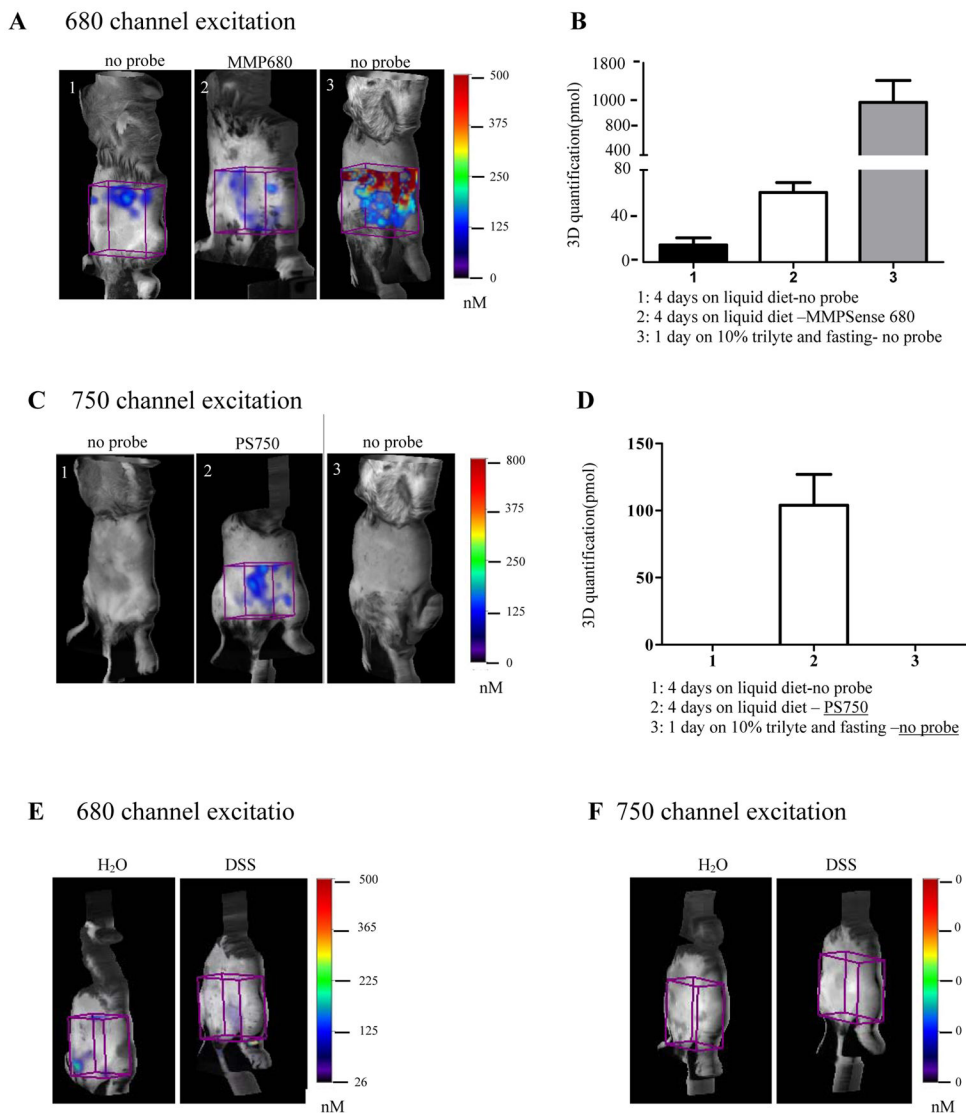 A 680 channel excitation
no probe MMP680 no probe
1 2 3
500
375
250
125
0
nM
B
3D quantification(pmol)
1800
1000
800
400
80
40
0
1 2 3
1: 4 days on liquid diet-no probe
2: 4 days on liquid diet –MMPSense 680
3: 1 day on 10% trilyte and fasting- no probe
C 750 channel excitation
no probe PS750 no probe
1 2 3
800
375
250
125
0
nM
D
3D quantification(pmol)
150
100
50
0
1 2 3
1: 4 days on liquid diet-no probe
2: 4 days on liquid diet – PS750
3: 1 day on 10% trilyte and fasting –no probe
E 680 channel excitatio
H₂O DSS
500
365
225
125
26
nM
F 750 channel excitation
H₂O DSS
0
0
0
0
0
nM